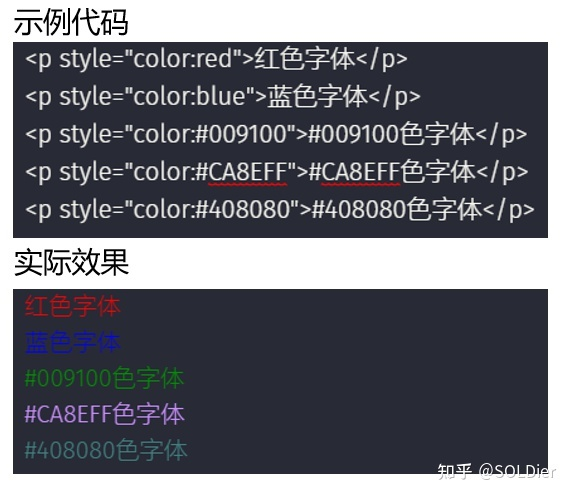 示例代码
<p style="color:red">红色字体</p>
<p style="color:blue">蓝色字体</p>
<p style="color:#009100">#009100色字体</p>
<p style="color:#CA8EFF">#CA8EFF色字体</p>
<p style="color:#408080">#408080色字体</p>
实际效果
红色字体
蓝色字体
#009100色字体
#CA8EFF色字体
#408080色字体
知乎 @SOLDier